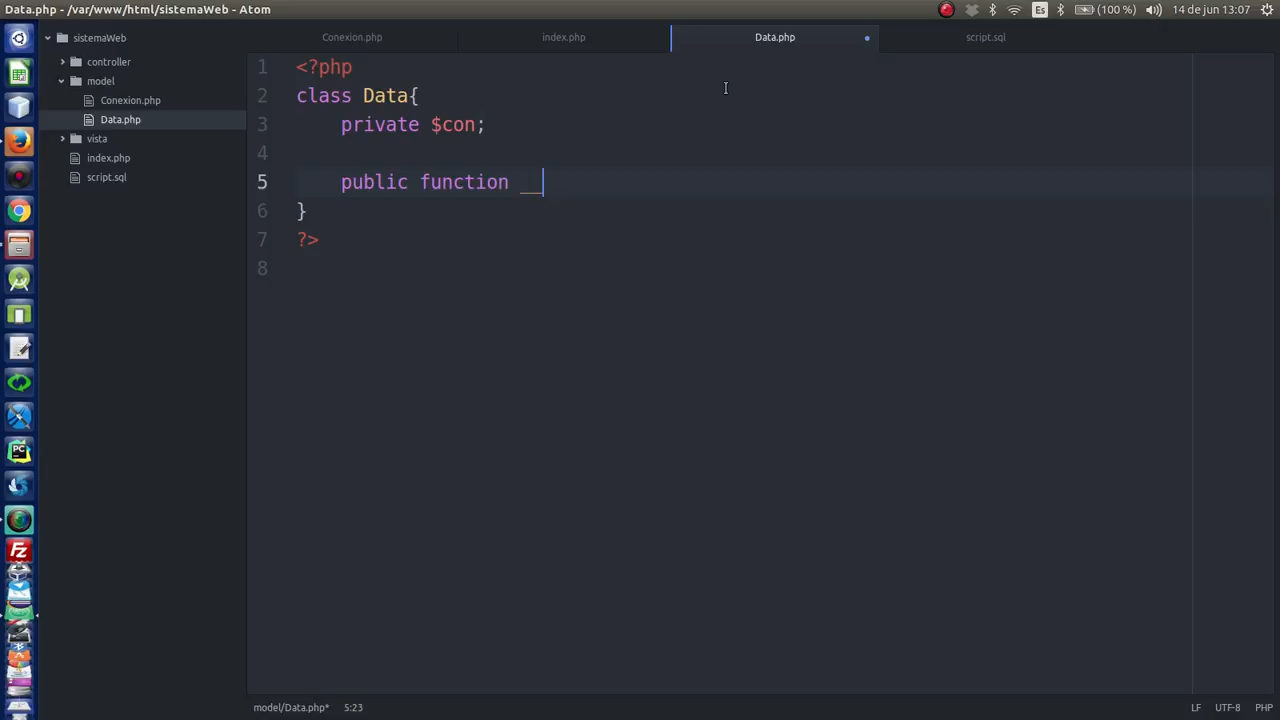 Data.php - /var/www/html/sistemaWeb - Atom
Es
(100 %)
14 de jun 13:07
sistemaWeb
controller
model
Conexion.php
Data.php
vista
index.php
script.sql
Conexion.php
index.php
Data.php
script.sql
1 <?php
2 class Data{
3 private $con;
4
5 public function __
6 }
7 ?>
8
PC
Fz
model/Data.php* 5:23
LF UTF-8 PHP